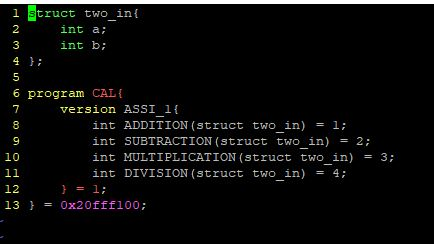 1 struct two_in{
2     int a;
3     int b;
4 };
5
6 program CAL{
7     version ASSI_1{
8         int ADDITION(struct two_in) = 1;
9         int SUBTRACTION(struct two_in) = 2;
10         int MULTIPLICATION(struct two_in) = 3;
11         int DIVISION(struct two_in) = 4;
12     } = 1;
13 } = 0x20fff100;
~
~